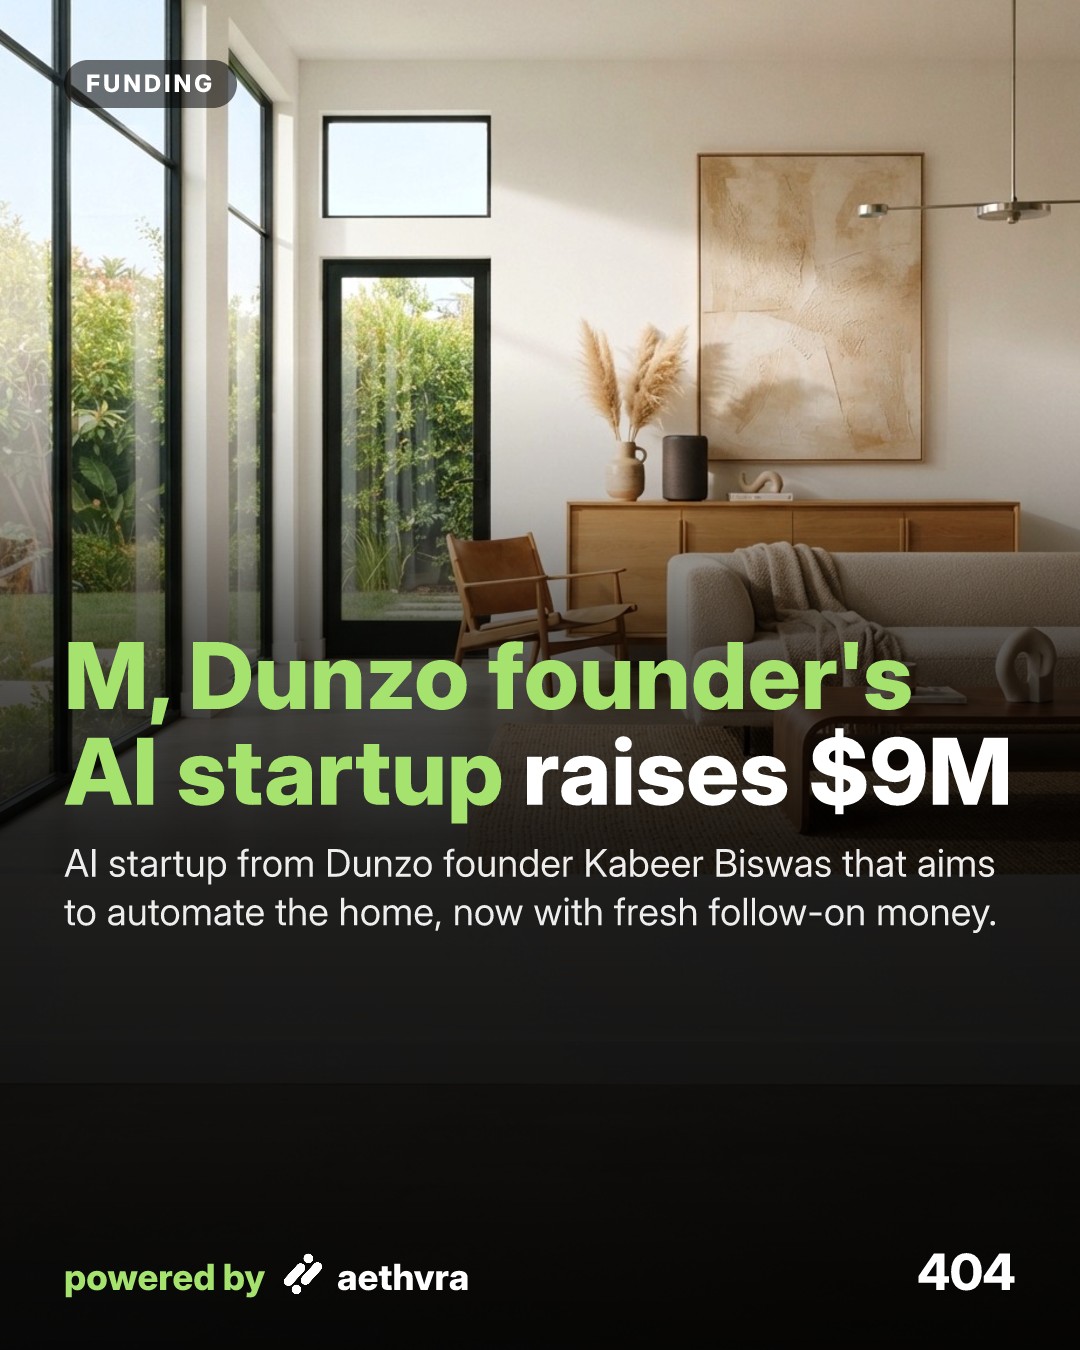 FUNDING
M, Dunzo founder's
AI startup raises $9M
AI startup from Dunzo founder Kabeer Biswas that aims
to automate the home, now with fresh follow-on money.
powered by aethvra
404